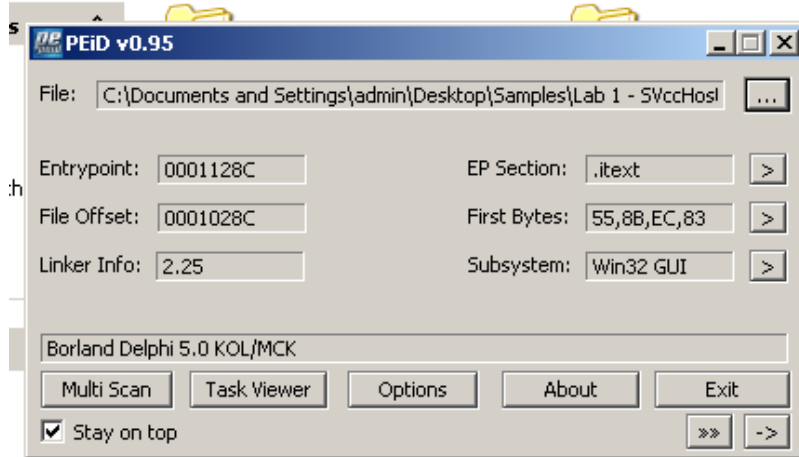 s
PEiD v0.95
File: C:\Documents and Settings\admin\Desktop\Samples\Lab 1 - SVccHosl ...
Entrypoint: 0001128C EP Section: .itext >
:h
File Offset: 0001028C First Bytes: 55,8B,EC,83 >
Linker Info: 2.25 Subsystem: Win32 GUI >
Borland Delphi 5.0 KOL/MCK
Multi Scan Task Viewer Options About Exit
Stay on top »» ->